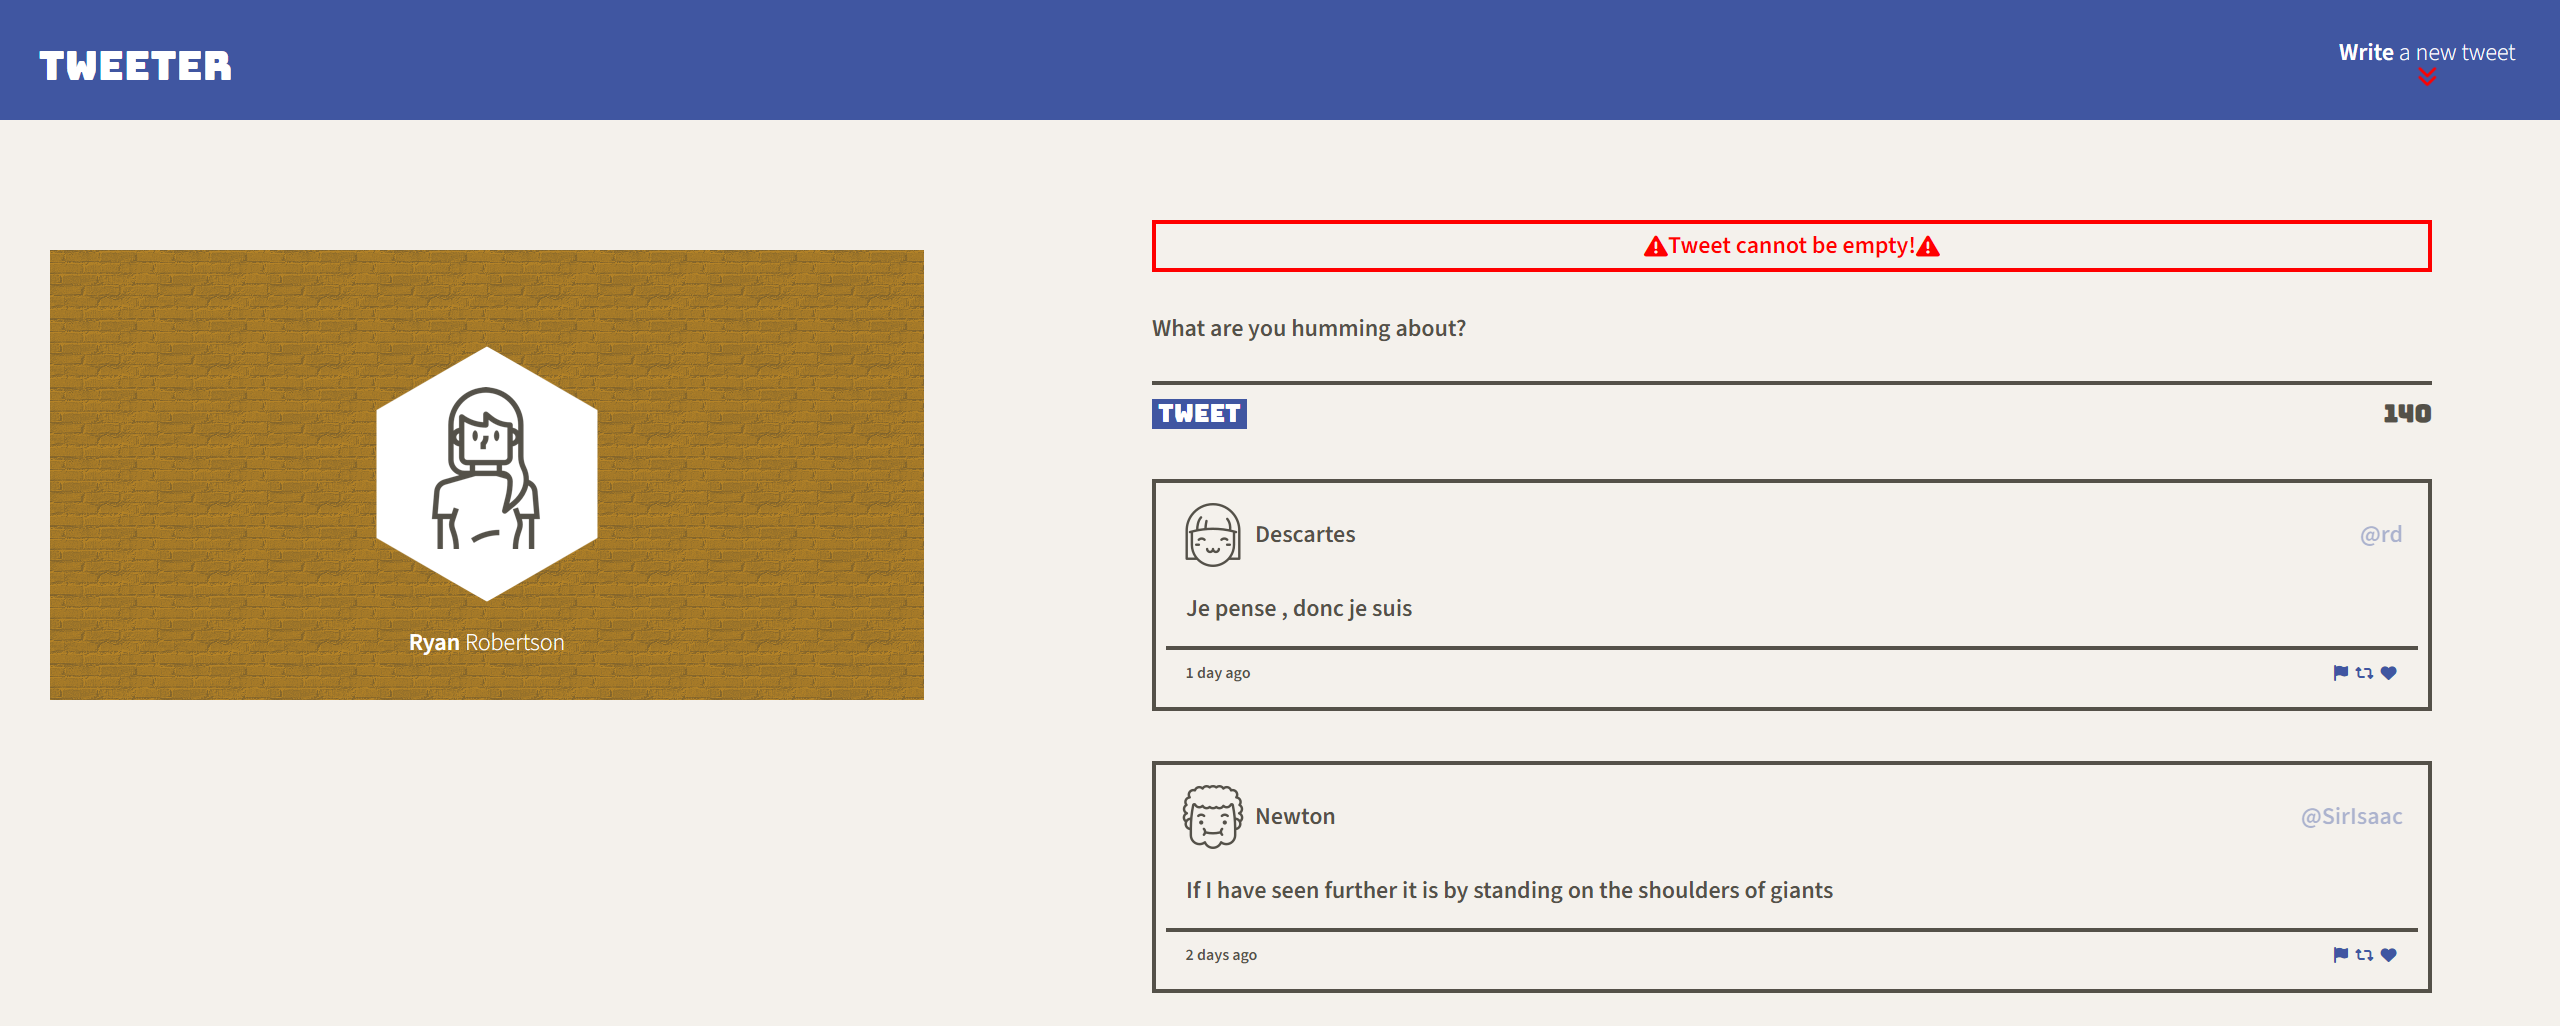 TWEETER
Write a new tweet
Ryan Robertson
Tweet cannot be empty!
What are you humming about?
TWEET
140
Descartes
@rd
Je pense , donc je suis
1 day ago
Newton
@SirIsaac
If I have seen further it is by standing on the shoulders of giants
2 days ago